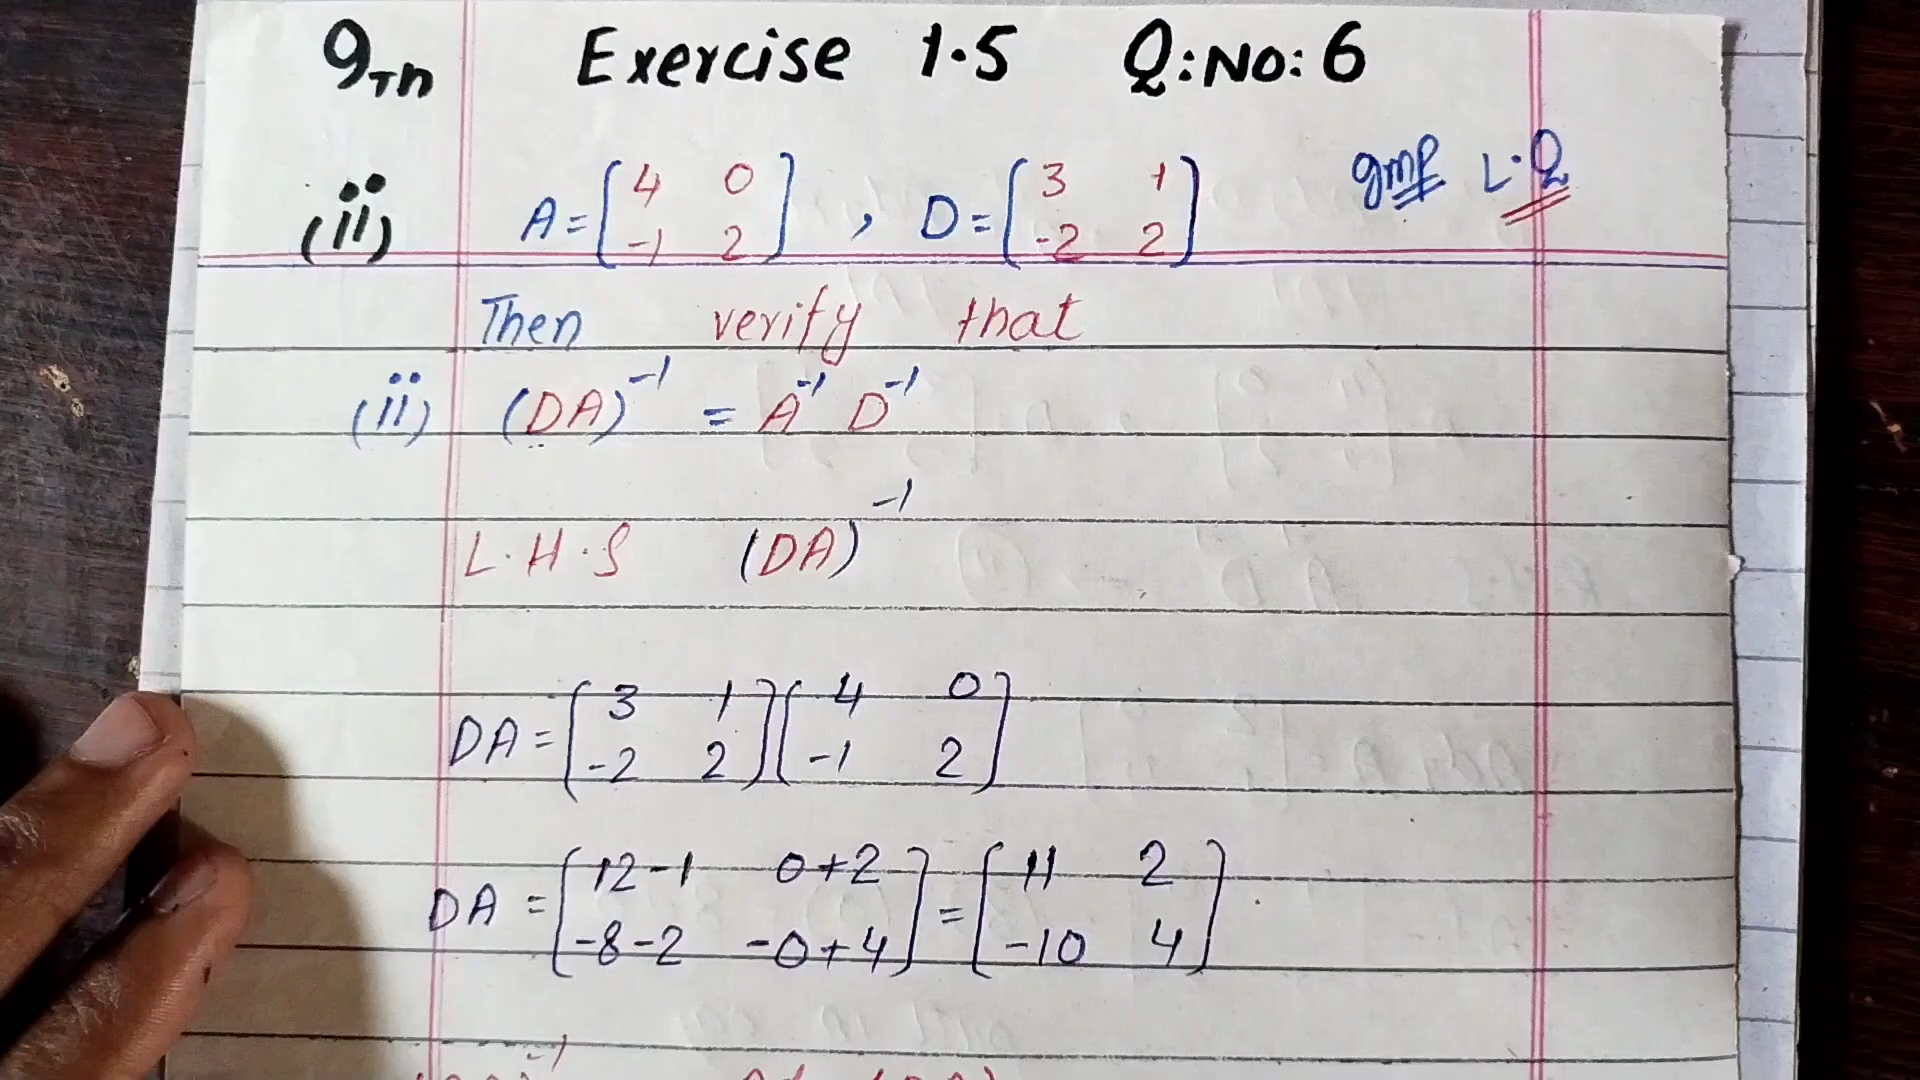 9Th Exercise 1.5 Q:NO:6
(ii) A = [4 0 -1 2] , D = [3 1 -2 2] L.Q
Then verify that
(ii) (DA)⁻¹ = A⁻¹ D⁻¹
L.H.S (DA)⁻¹
DA = [3 1 -2 2] [4 0 -1 2]
DA = [12-1 0+2 -8-2 -0+4] = [11 2 -10 4]